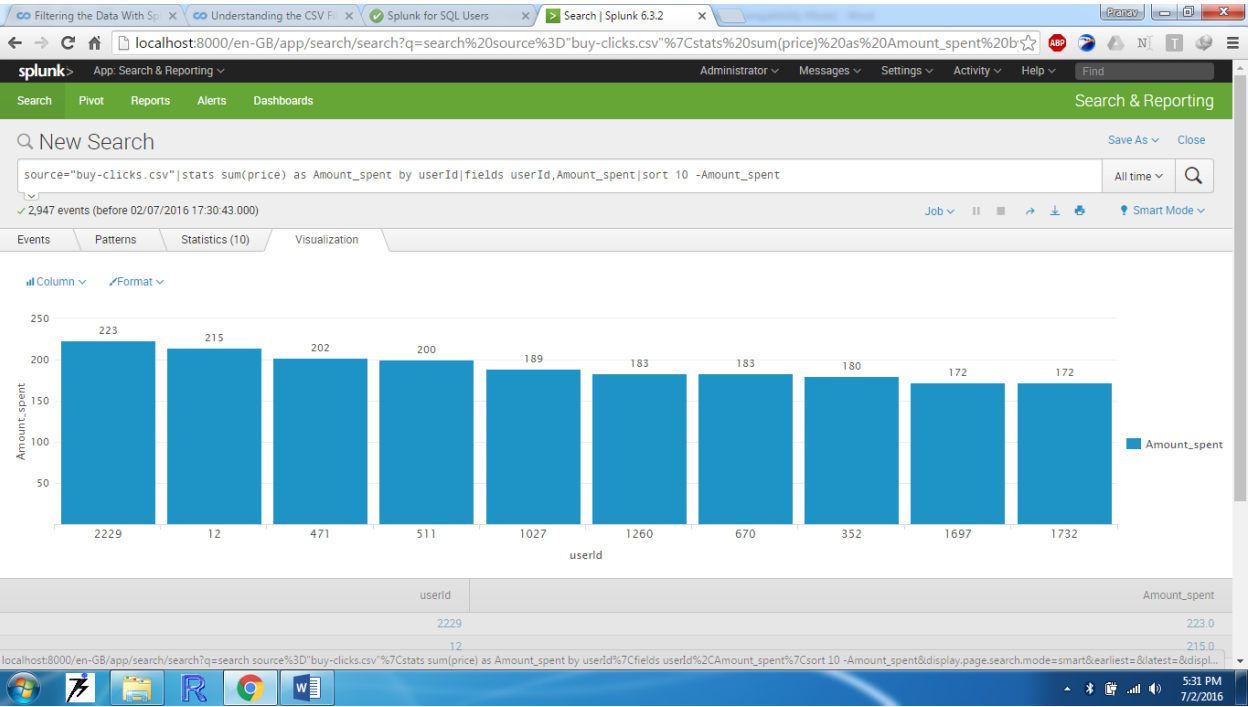 Filtering the Data With Sp
Understanding the CSV Fi
Splunk for SQL Users
Search | Splunk 6.3.2
Pranav
localhost:8000/en-GB/app/search/search?q=search%20source%3D"buy-clicks.csv"%7Cstats%20sum(price)%20as%20Amount_spent%20b
ABP
splunk> App: Search & Reporting
Administrator Messages Settings Activity Help Find
Search Pivot Reports Alerts Dashboards
Search & Reporting
New Search
Save As Close
source="buy-clicks.csv"|stats sum(price) as Amount_spent by userId|fields userId,Amount_spent|sort 10 -Amount_spent
All time
2,947 events (before 02/07/2016 17:30:43.000)
Job
Smart Mode
Events Patterns Statistics (10) Visualization
Column Format
250
200
150
100
50
Amount_spent
223 215 202 200 189 183 183 180 172 172
Amount_spent
2229 12 471 511 1027 1260 670 352 1697 1732
userId
userId Amount_spent
2229 223.0
12 215.0
localhost:8000/en-GB/app/search/search?q=search source%3D"buy-clicks.csv"%7Cstats sum(price) as Amount_spent by userId%7Cfields userId%2CAmount_spent%7Csort 10 -Amount_spent&display.page.search.mode=smart&earliest=&latest=&displ...
5:31 PM
7/2/2016